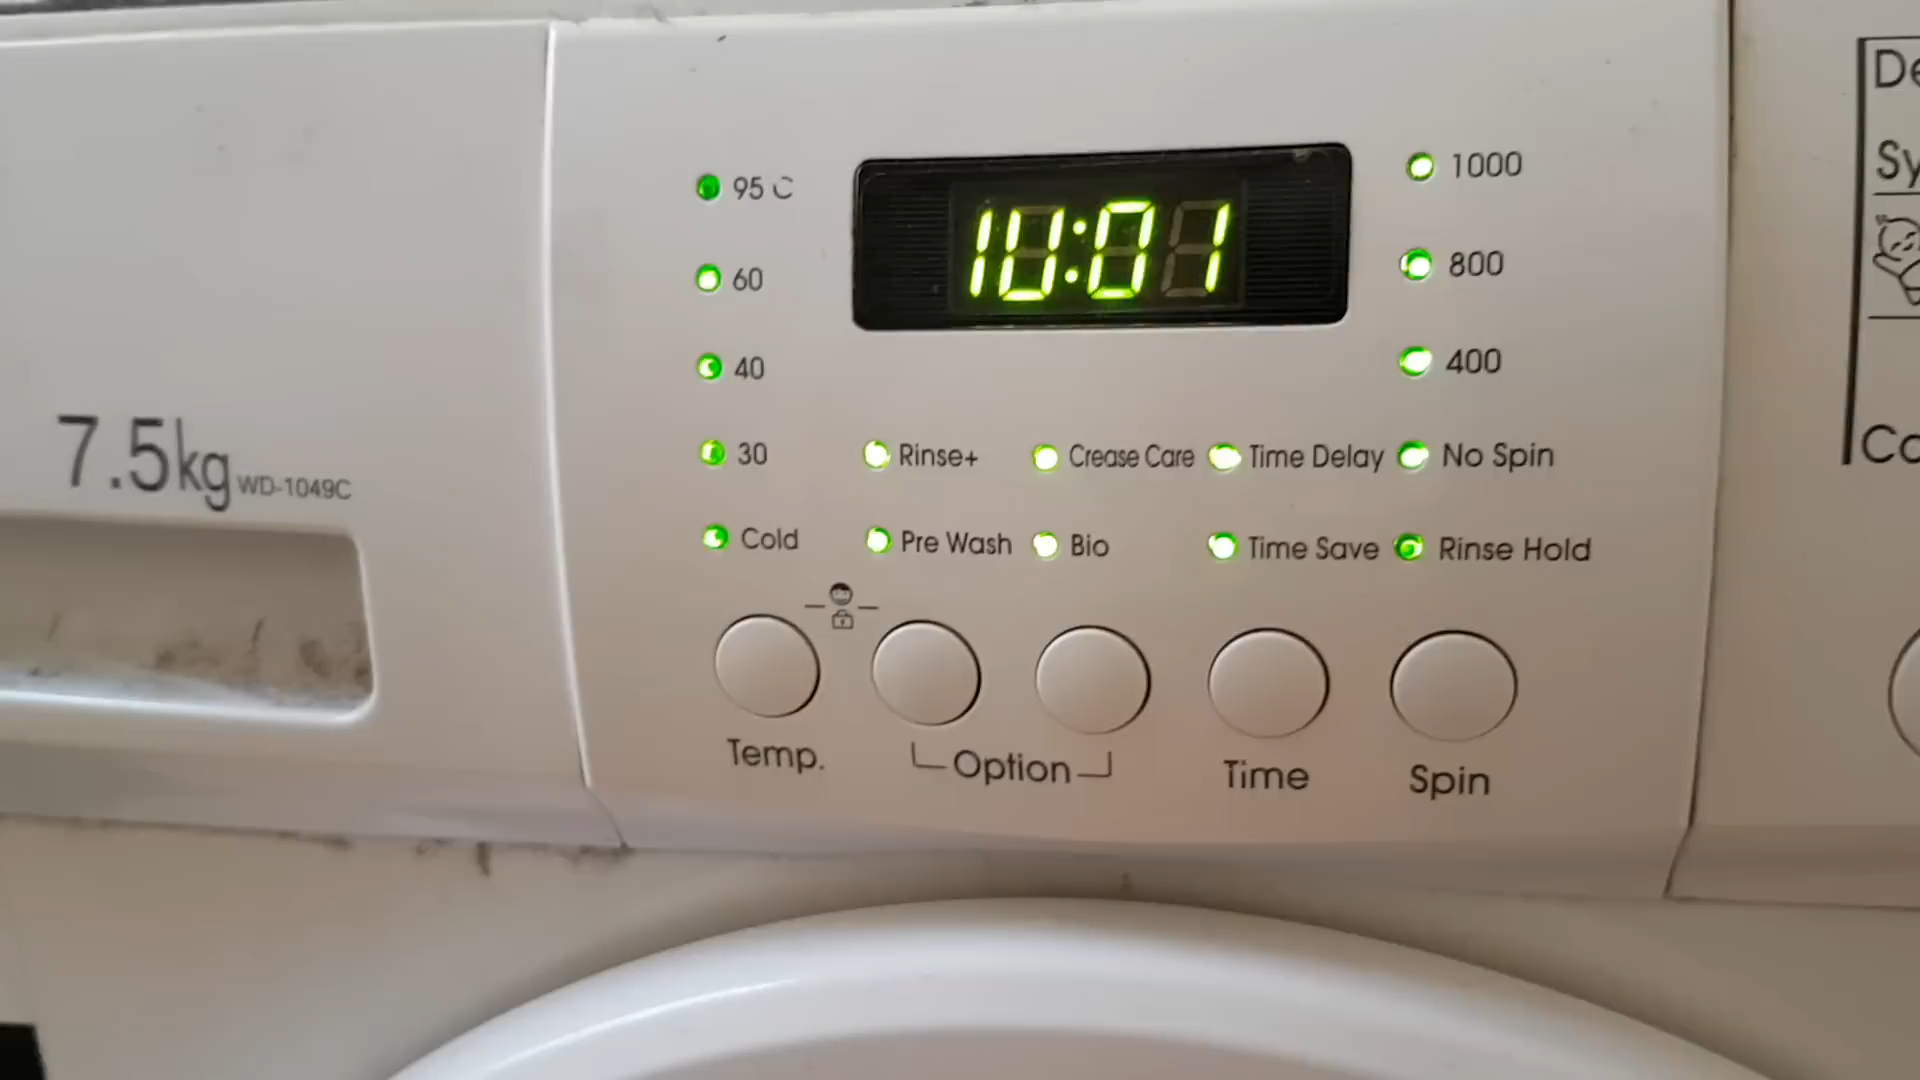 95 C
60
40
30
Cold
10:01
1000
800
400
No Spin
Rinse Hold
Rinse+ Crease Care Time Delay
Pre Wash Bio Time Save
Temp. Option Time Spin
7.5kg WD-1049C